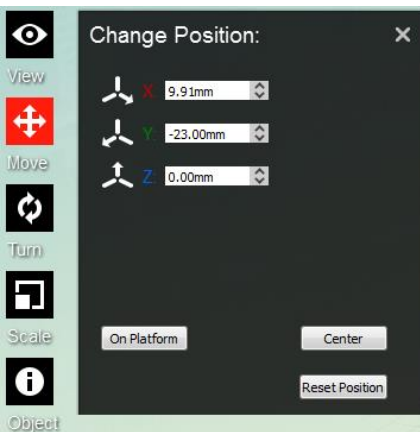 Change Position:
View
X: 9.91mm
Move
Y: -23.00mm
Z: 0.00mm
Turn
Scale
On Platform
Center
Reset Position
Object